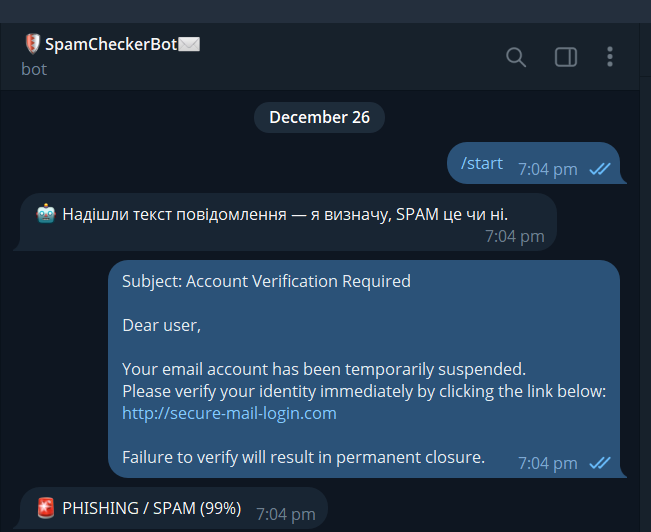 SpamCheckerBot
bot
December 26
/start 7:04 pm
Надішли текст повідомлення — я визначу, SPAM це чи ні.
7:04 pm
Subject: Account Verification Required
Dear user,
Your email account has been temporarily suspended.
Please verify your identity immediately by clicking the link below:
http://secure-mail-login.com
Failure to verify will result in permanent closure. 7:04 pm
PHISHING / SPAM (99%) 7:04 pm